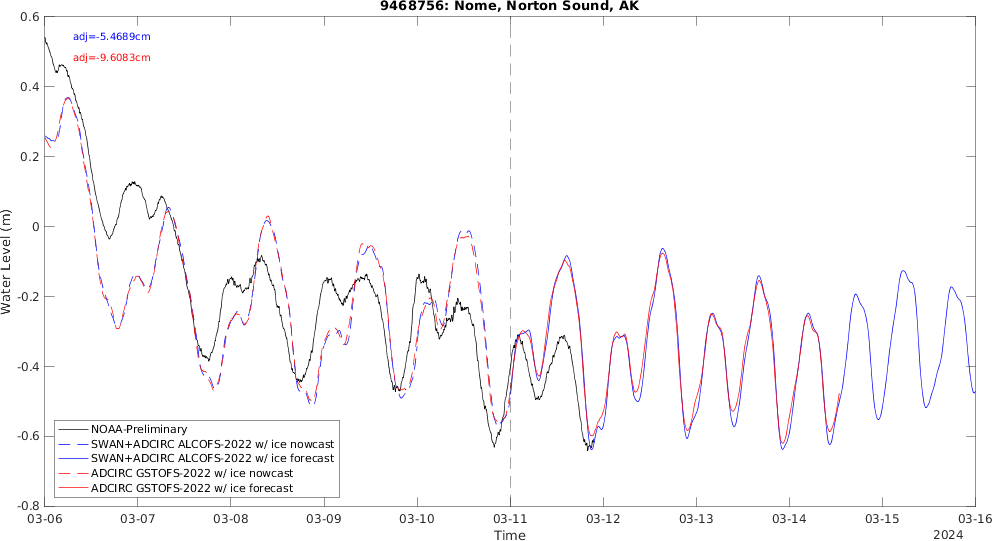 9468756: Nome, Norton Sound, AK
adj=-5.4689cm
adj=-9.6083cm
Water Level (m)
0.6
0.4
0.2
0
-0.2
-0.4
-0.6
-0.8
NOAA-Preliminary
SWAN+ADCIRC ALCOFS-2022 w/ ice nowcast
SWAN+ADCIRC ALCOFS-2022 w/ ice forecast
ADCIRC GSTOFS-2022 w/ ice nowcast
ADCIRC GSTOFS-2022 w/ ice forecast
03-06 03-07 03-08 03-09 03-10 03-11 03-12 03-13 03-14 03-15 03-16
Time
2024